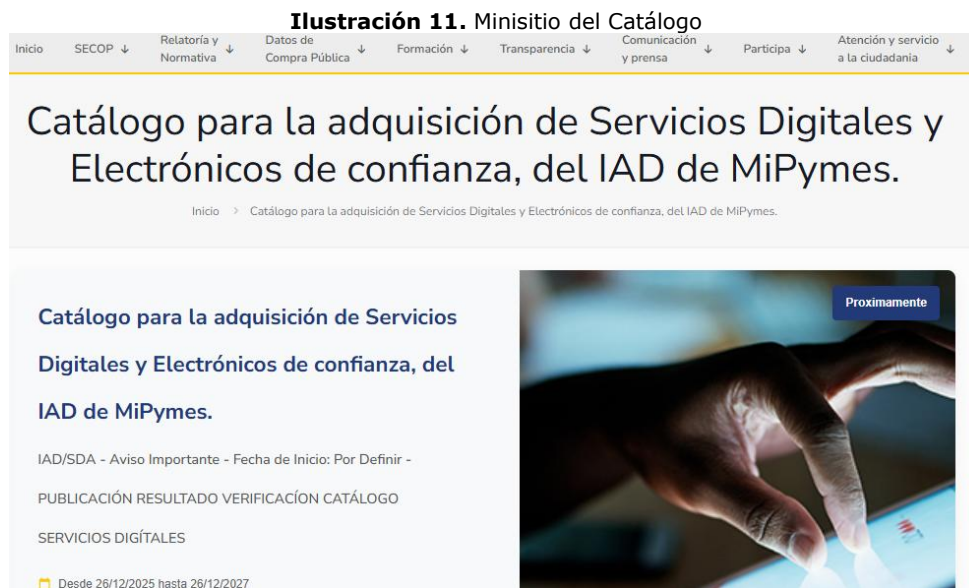 Ilustración 11. Minisitio del Catálogo
Inicio
SECOP ↓
Relatoría y
Normativa ↓
Datos de
Compra Pública ↓
Formación ↓
Transparencia ↓
Comunicación
y prensa ↓
Participa ↓
Atención y servicio
a la ciudadania ↓
Catálogo para la adquisición de Servicios Digitales y
Electrónicos de confianza, del IAD de MiPymes.
Inicio > Catálogo para la adquisición de Servicios Digitales y Electrónicos de confianza, del IAD de MiPymes.
Proximamente
Catálogo para la adquisición de Servicios
Digitales y Electrónicos de confianza, del
IAD de MiPymes.
IAD/SDA - Aviso Importante - Fecha de Inicio: Por Definir -
PUBLICACIÓN RESULTADO VERIFICACÍON CATÁLOGO
SERVICIOS DIGÍTALES
Desde 26/12/2025 hasta 26/12/2027